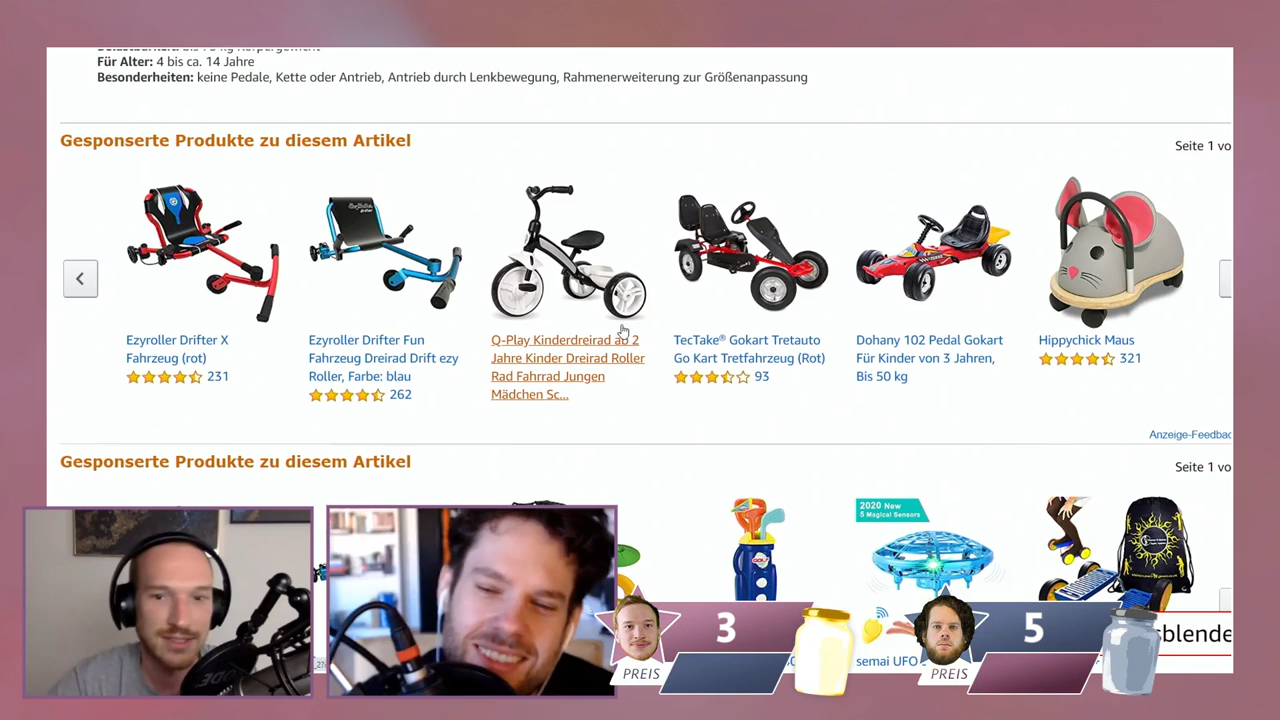 Für Alter: 4 bis ca. 14 Jahre
Besonderheiten: keine Pedale, Kette oder Antrieb, Antrieb durch Lenkbewegung, Rahmenerweiterung zur Größenanpassung
Gesponserte Produkte zu diesem Artikel
Seite 1 vo
Ezyroller Drifter X
Fahrzeug (rot)
231
Ezyroller Drifter Fun
Fahrzeug Dreirad Drift ezy
Roller, Farbe: blau
262
Q-Play Kinderdreirad ab 2
Jahre Kinder Dreirad Roller
Rad Fahrrad Jungen
Mädchen Sc...
TecTake® Gokart Tretauto
Go Kart Tretfahrzeug (Rot)
93
Dohany 102 Pedal Gokart
Für Kinder von 3 Jahren,
Bis 50 kg
Hippychick Maus
321
Anzeige-Feedbac
Gesponserte Produkte zu diesem Artikel
Seite 1 vo
2020 New
5 Magical Sensors
GOLF
3
PREIS
5
PREIS
semai UFO
sblende